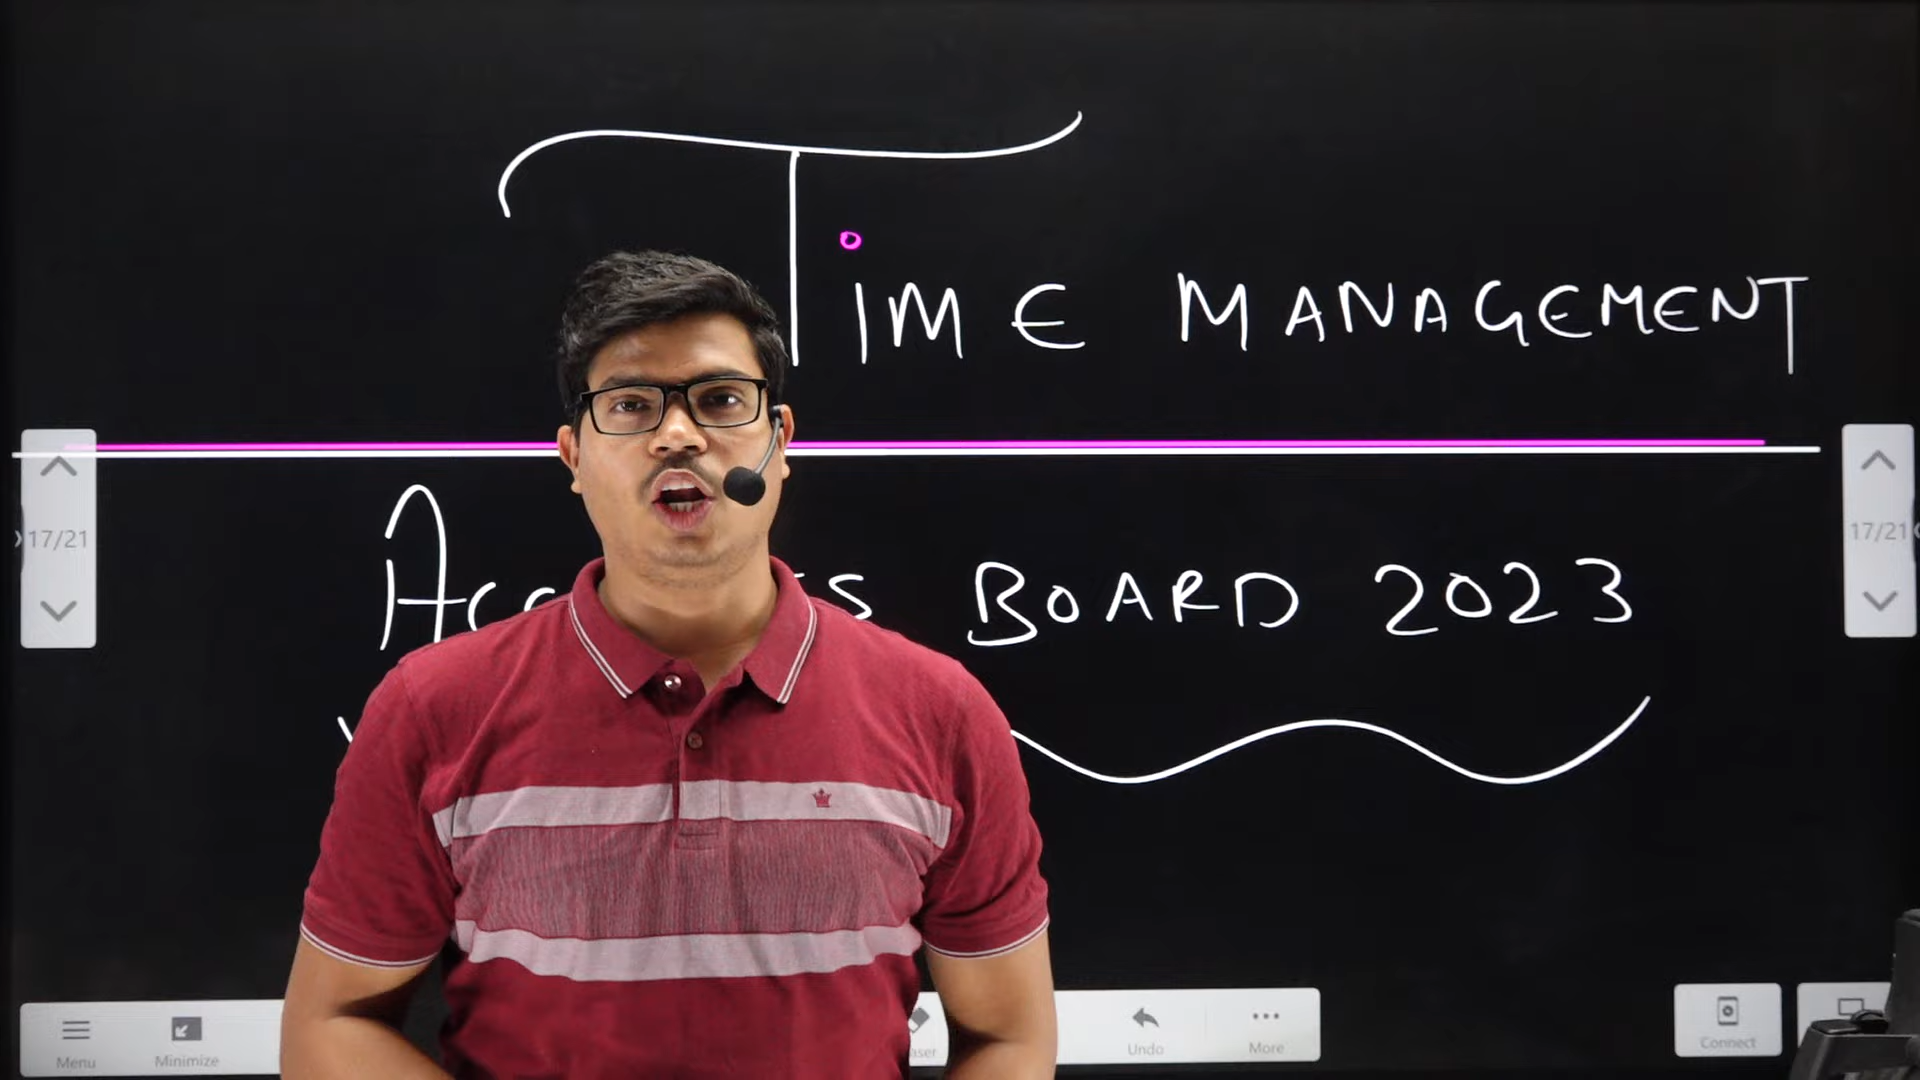 TIME MANAGEMENT
17/21
17/21
BOARD 2023
Menu
Minimize
Undo
More
Connect